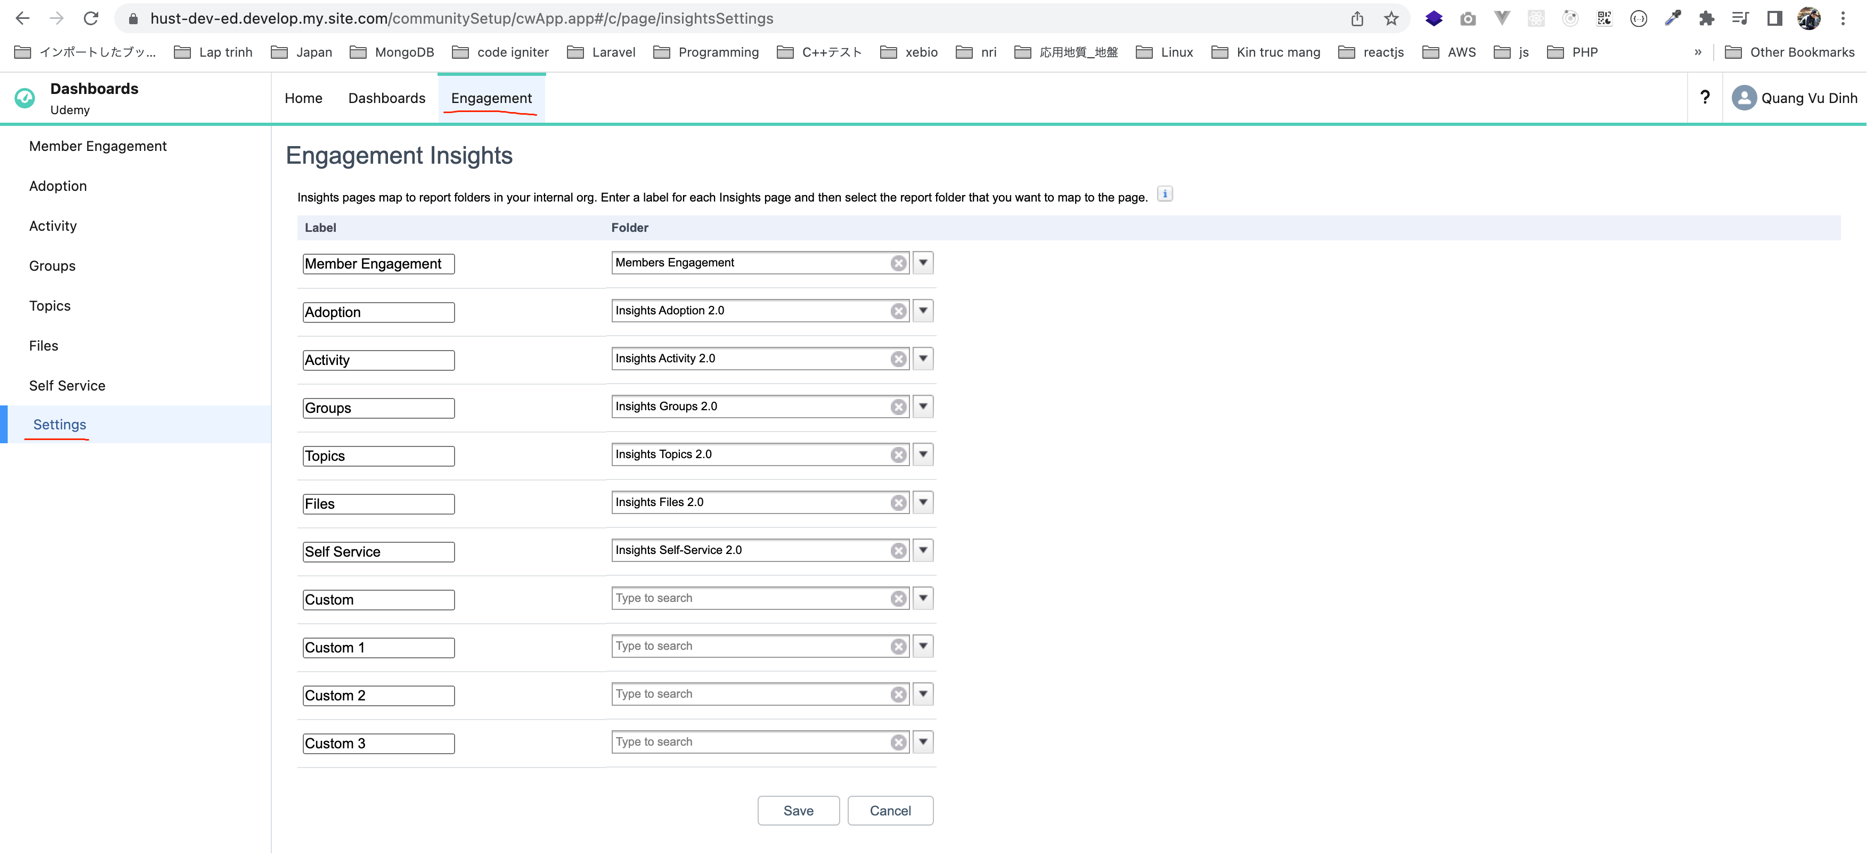 hust-dev-ed.develop.my.site.com/communitySetup/cwApp.app#/c/page/insightsSettings
インポートしたブッ... Lap trinh Japan MongoDB code igniter Laravel Programming C++テスト xebio nri 応用地質_地盤 Linux Kin truc mang reactjs AWS js PHP » Other Bookmarks
Dashboards
Udemy
Home Dashboards Engagement ? Quang Vu Dinh
Member Engagement
Adoption
Activity
Groups
Topics
Files
Self Service
Settings
Engagement Insights
Insights pages map to report folders in your internal org. Enter a label for each Insights page and then select the report folder that you want to map to the page. i
Label Folder
Member Engagement Members Engagement
Adoption Insights Adoption 2.0
Activity Insights Activity 2.0
Groups Insights Groups 2.0
Topics Insights Topics 2.0
Files Insights Files 2.0
Self Service Insights Self-Service 2.0
Custom Type to search
Custom 1 Type to search
Custom 2 Type to search
Custom 3 Type to search
Save Cancel